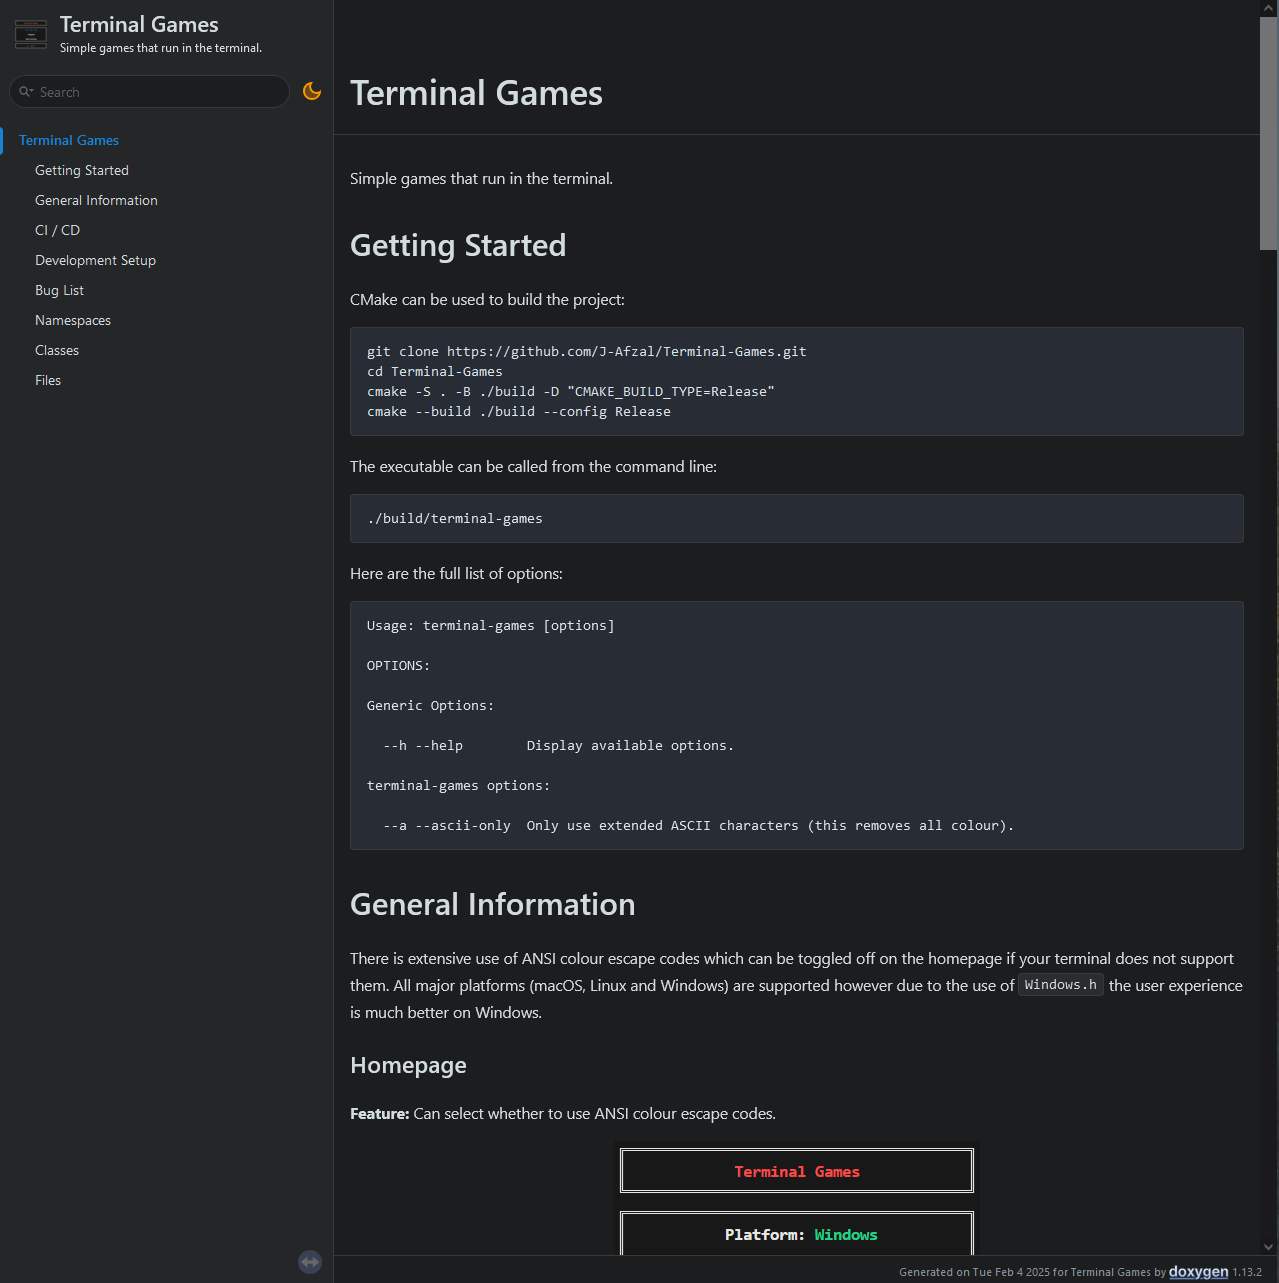 Terminal Games
Simple games that run in the terminal.
Search
Terminal Games
Getting Started
General Information
CI / CD
Development Setup
Bug List
Namespaces
Classes
Files
Terminal Games
Simple games that run in the terminal.
Getting Started
CMake can be used to build the project:
git clone https://github.com/J-Afzal/Terminal-Games.git
cd Terminal-Games
cmake -S . -B ./build -D "CMAKE_BUILD_TYPE=Release"
cmake --build ./build --config Release
The executable can be called from the command line:
./build/terminal-games
Here are the full list of options:
Usage: terminal-games [options]
OPTIONS:
Generic Options:
--h --help        Display available options.
terminal-games options:
--a --ascii-only  Only use extended ASCII characters (this removes all colour).
General Information
There is extensive use of ANSI colour escape codes which can be toggled off on the homepage if your terminal does not support
them. All major platforms (macOS, Linux and Windows) are supported however due to the use of Windows.h the user experience
is much better on Windows.
Homepage
Feature: Can select whether to use ANSI colour escape codes.
Terminal Games
Platform: Windows
Generated on Tue Feb 4 2025 for Terminal Games by doxygen 1.13.2